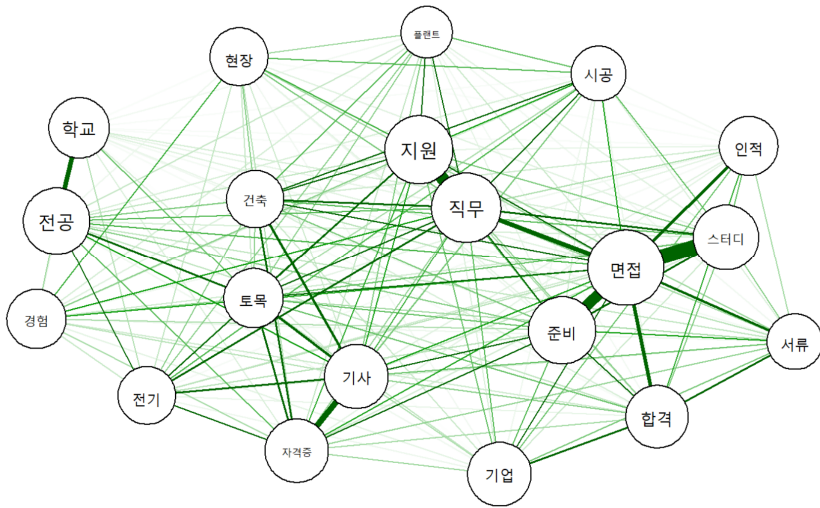 플랜트
현장
시공
학교
지원
인적
건축
직무
전공
스터디
면접
토목
경험
준비
서류
기사
전기
합격
자격증
기업